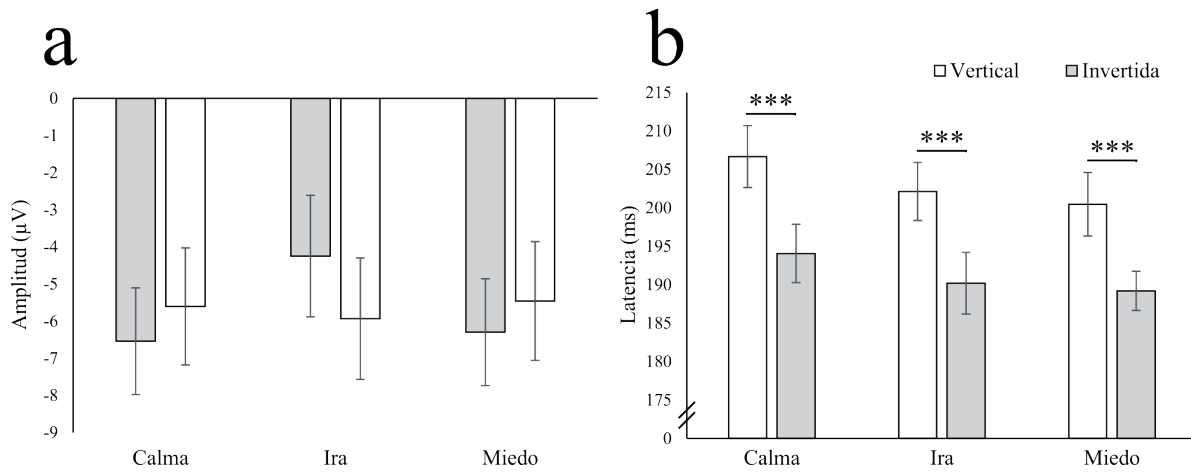 a
Amplitud (µV)
0
-1
-2
-3
-4
-5
-6
-7
-8
-9
Calma
Ira
Miedo
b
Vertical
Invertida
Latencia (ms)
215
210
205
200
195
190
185
180
175
0
***
***
***
Calma
Ira
Miedo